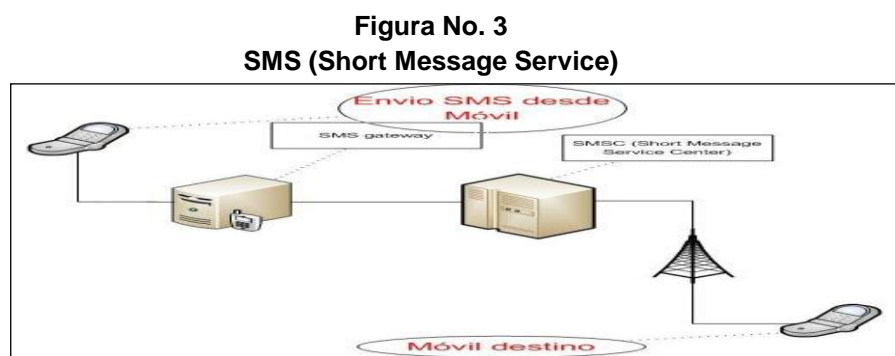 Figura No. 3
SMS (Short Message Service)
Envio SMS desde
Móvil
SMS gateway
SMSC (Short Message
Service Center)
Móvil destino